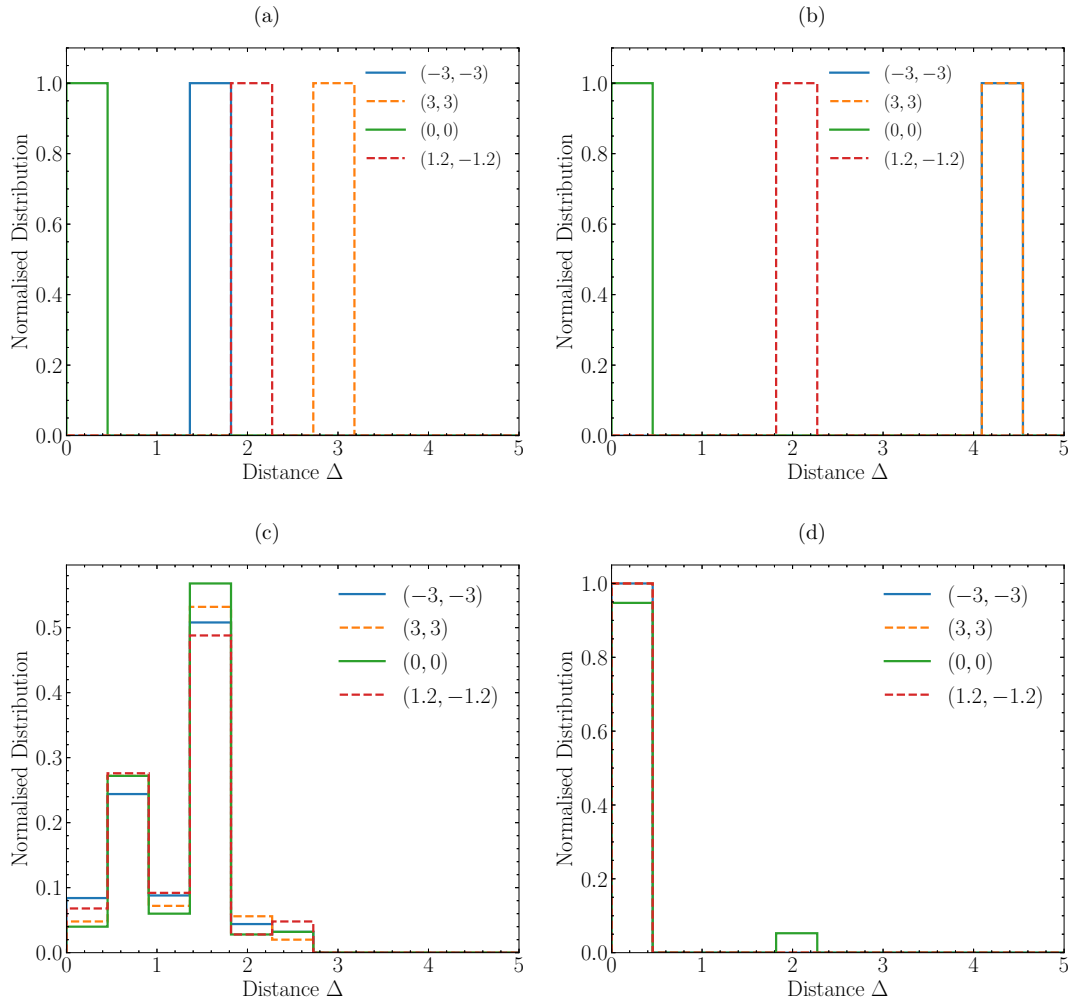 (a)
Normalised Distribution
1.0
0.8
0.6
0.4
0.2
0.0
0 1 2 3 4 5
Distance Δ
(−3, −3)
(3, 3)
(0, 0)
(1.2, −1.2)
(b)
Normalised Distribution
1.0
0.8
0.6
0.4
0.2
0.0
0 1 2 3 4 5
Distance Δ
(−3, −3)
(3, 3)
(0, 0)
(1.2, −1.2)
(c)
Normalised Distribution
0.5
0.4
0.3
0.2
0.1
0.0
0 1 2 3 4 5
Distance Δ
(−3, −3)
(3, 3)
(0, 0)
(1.2, −1.2)
(d)
Normalised Distribution
1.0
0.8
0.6
0.4
0.2
0.0
0 1 2 3 4 5
Distance Δ
(−3, −3)
(3, 3)
(0, 0)
(1.2, −1.2)